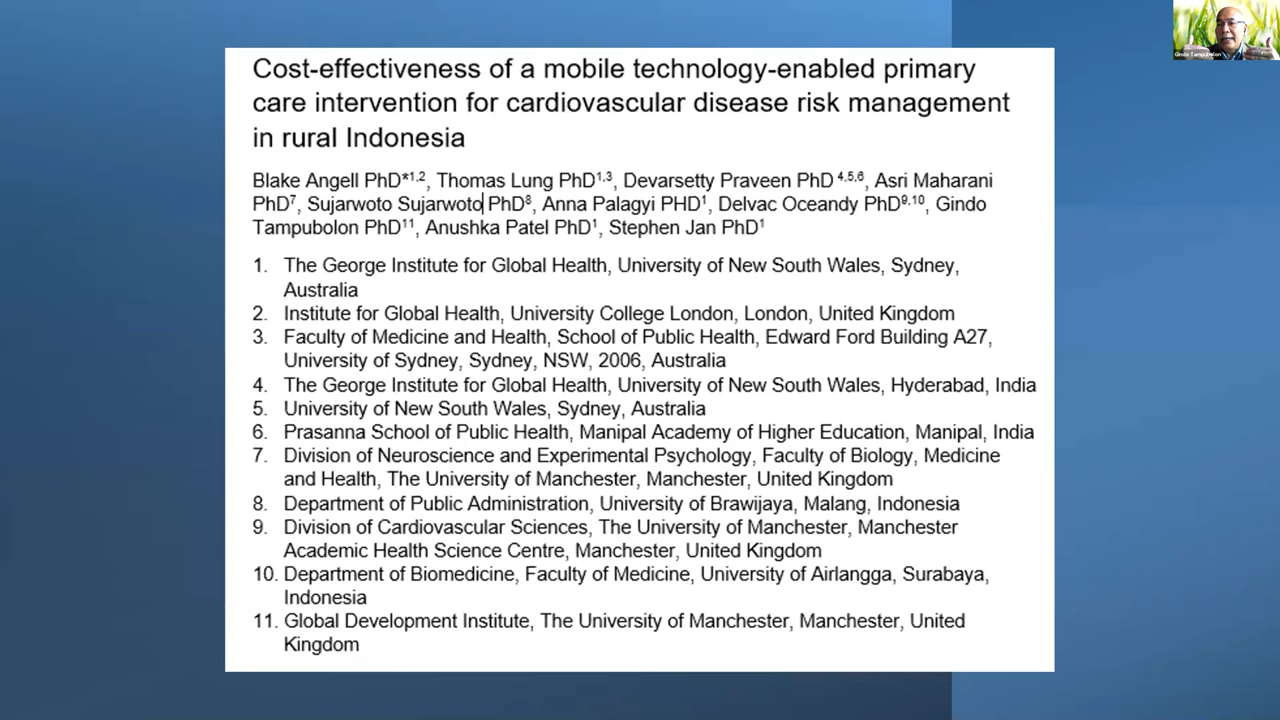 Cost-effectiveness of a mobile technology-enabled primary
care intervention for cardiovascular disease risk management
in rural Indonesia
Blake Angell PhD*1,2, Thomas Lung PhD1,3, Devarsetty Praveen PhD 4,5,6, Asri Maharani
PhD7, Sujarwoto Sujarwoto PhD8, Anna Palagyi PHD1, Delvac Oceandy PhD9,10, Gindo
Tampubolon PhD11, Anushka Patel PhD1, Stephen Jan PhD1
1. The George Institute for Global Health, University of New South Wales, Sydney,
Australia
2. Institute for Global Health, University College London, London, United Kingdom
3. Faculty of Medicine and Health, School of Public Health, Edward Ford Building A27,
University of Sydney, Sydney, NSW, 2006, Australia
4. The George Institute for Global Health, University of New South Wales, Hyderabad, India
5. University of New South Wales, Sydney, Australia
6. Prasanna School of Public Health, Manipal Academy of Higher Education, Manipal, India
7. Division of Neuroscience and Experimental Psychology, Faculty of Biology, Medicine
and Health, The University of Manchester, Manchester, United Kingdom
8. Department of Public Administration, University of Brawijaya, Malang, Indonesia
9. Division of Cardiovascular Sciences, The University of Manchester, Manchester
Academic Health Science Centre, Manchester, United Kingdom
10. Department of Biomedicine, Faculty of Medicine, University of Airlangga, Surabaya,
Indonesia
11. Global Development Institute, The University of Manchester, Manchester, United
Kingdom
Gindo Tampubolon